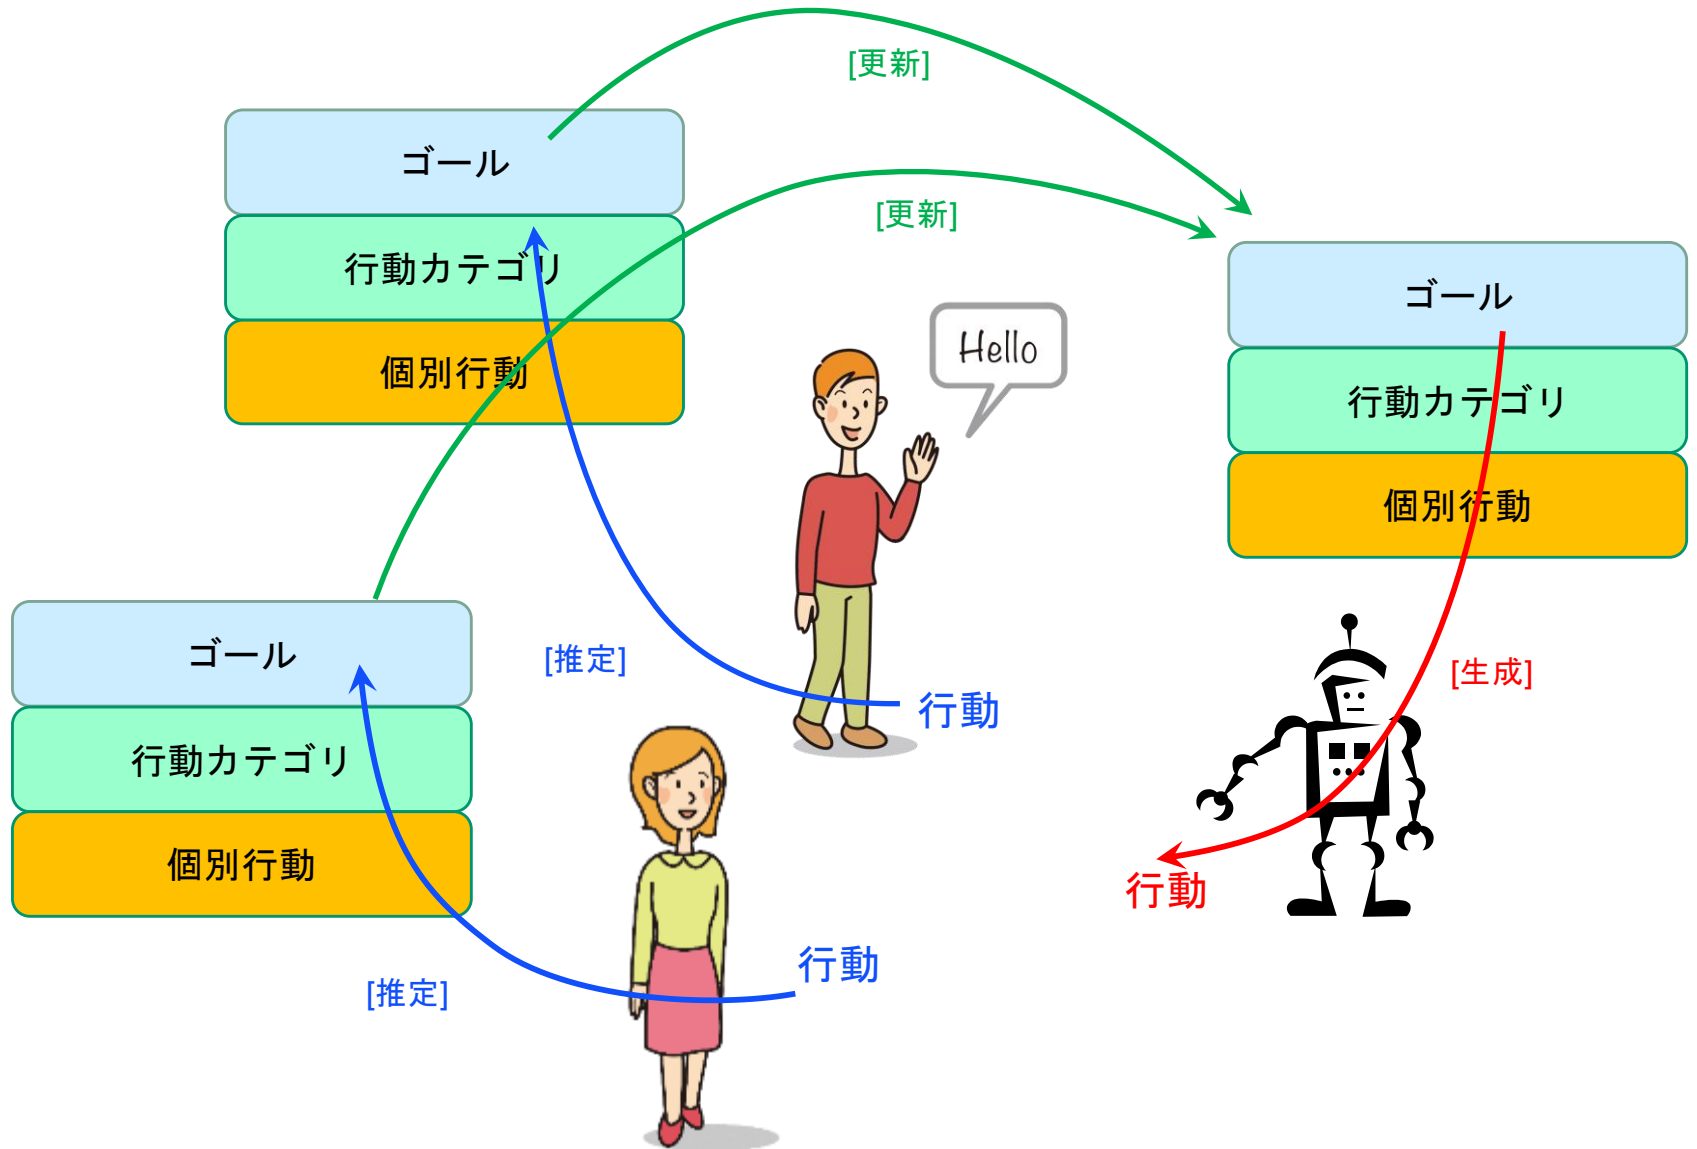 [更新]
ゴール
行動カテゴリ
個別行動
[更新]
ゴール
行動カテゴリ
個別行動
Hello
[推定]
行動
ゴール
行動カテゴリ
個別行動
[推定]
行動
[生成]
行動